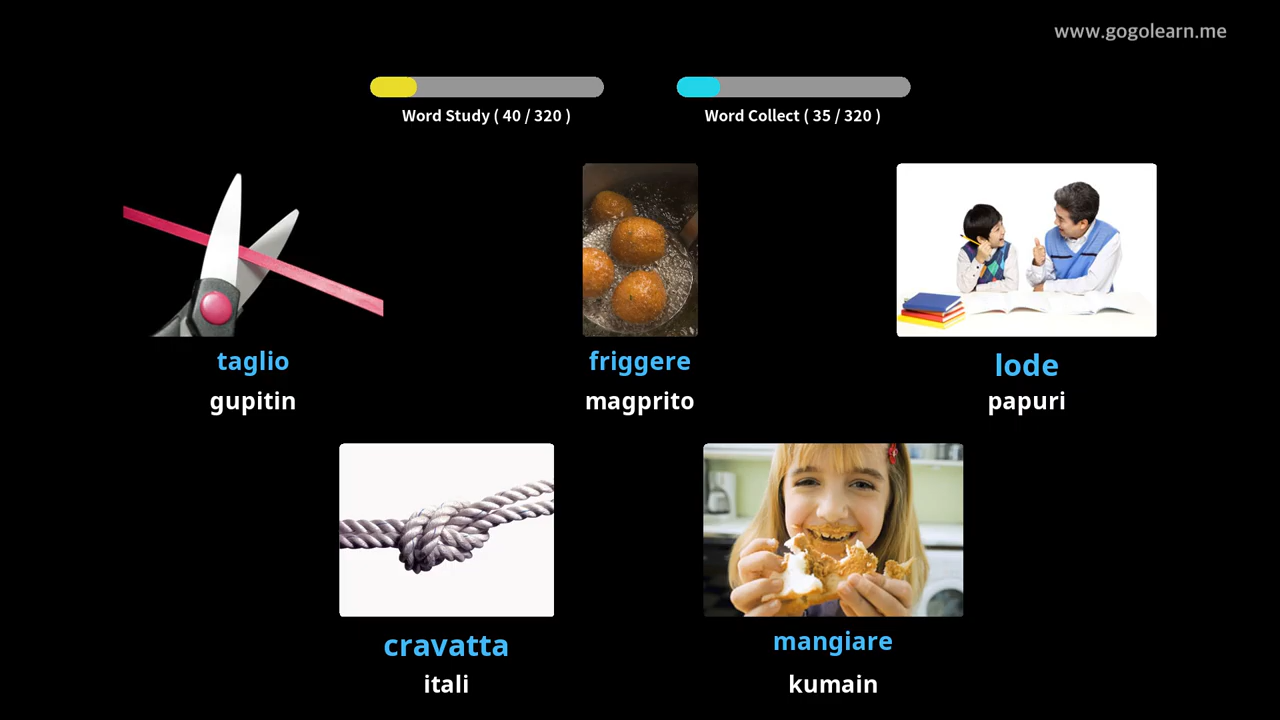 www.gogolearn.me
Word Study ( 40 / 320 )
Word Collect ( 35 / 320 )
taglio
gupitin
friggere
magprito
lode
papuri
cravatta
itali
mangiare
kumain